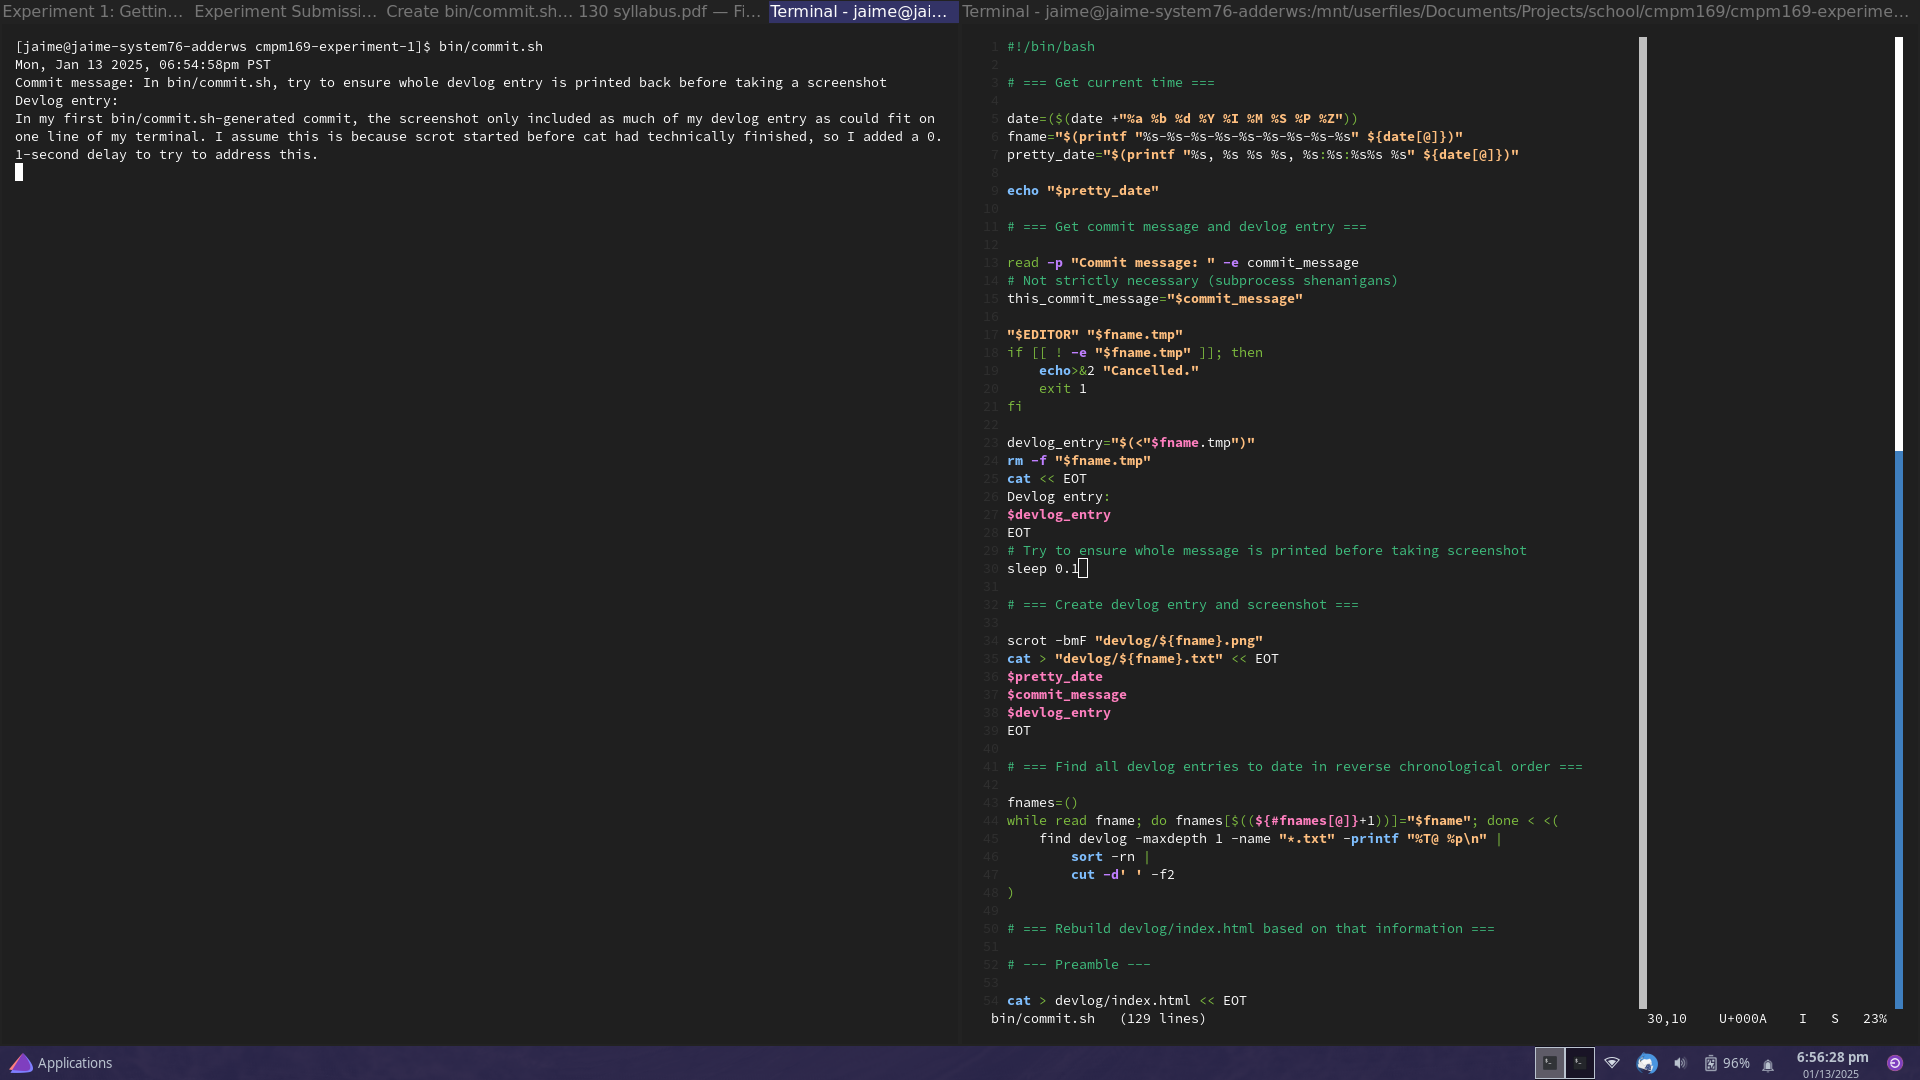 Experiment 1: Gettin… Experiment Submissi… Create bin/commit.sh… 130 syllabus.pdf — Fi… Terminal - jaime@jai… Terminal - jaime@jaime-system76-adderws:/mnt/userfiles/Documents/Projects/school/cmpm169/cmpm169-experime…
[jaime@jaime-system76-adderws cmpm169-experiment-1]$ bin/commit.sh
Mon, Jan 13 2025, 06:54:58pm PST
Commit message: In bin/commit.sh, try to ensure whole devlog entry is printed back before taking a screenshot
Devlog entry:
In my first bin/commit.sh-generated commit, the screenshot only included as much of my devlog entry as could fit on
one line of my terminal. I assume this is because scrot started before cat had technically finished, so I added a 0.
1-second delay to try to address this.
1 #!/bin/bash
2
3 # === Get current time ===
4
5 date=($(date +"%a %b %d %Y %I %M %S %P %Z"))
6 fname="$(printf "%s-%s-%s-%s-%s-%s-%s-%s-%s" ${date[@]})"
7 pretty_date="$(printf "%s, %s %s %s, %s:%s:%s%s %s" ${date[@]})"
8
9 echo "$pretty_date"
10
11 # === Get commit message and devlog entry ===
12
13 read -p "Commit message: " -e commit_message
14 # Not strictly necessary (subprocess shenanigans)
15 this_commit_message="$commit_message"
16
17 "$EDITOR" "$fname.tmp"
18 if [[ ! -e "$fname.tmp" ]]; then
19     echo>&2 "Cancelled."
20     exit 1
21 fi
22
23 devlog_entry="$(<"$fname.tmp")"
24 rm -f "$fname.tmp"
25 cat << EOT
26 Devlog entry:
27 $devlog_entry
28 EOT
29 # Try to ensure whole message is printed before taking screenshot
30 sleep 0.1
31
32 # === Create devlog entry and screenshot ===
33
34 scrot -bmF "devlog/${fname}.png"
35 cat > "devlog/${fname}.txt" << EOT
36 $pretty_date
37 $commit_message
38 $devlog_entry
39 EOT
40
41 # === Find all devlog entries to date in reverse chronological order ===
42
43 fnames=()
44 while read fname; do fnames[$((${#fnames[@]}+1))]="$fname"; done < <(
45     find devlog -maxdepth 1 -name "*.txt" -printf "%T@ %p\n" |
46         sort -rn |
47         cut -d' ' -f2
48 )
49
50 # === Rebuild devlog/index.html based on that information ===
51
52 # --- Preamble ---
53
54 cat > devlog/index.html << EOT
bin/commit.sh   (129 lines)   30,10   U+000A   I   S   23%
Applications   96%   6:56:28 pm
01/13/2025